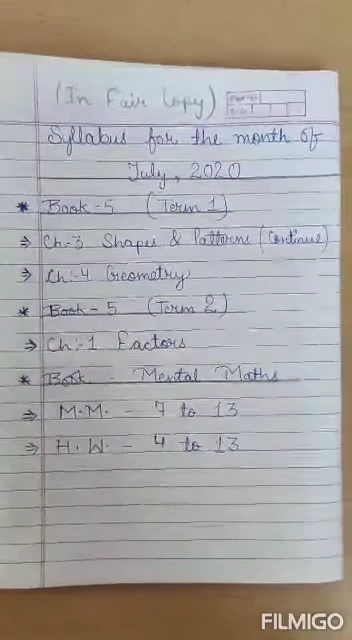 (In Fair Copy)
Syllabus for the month of
July, 2020
* Book - 5 (Term 1)
⇒ Ch:-3 Shapes & Patterns (Continue)
⇒ Ch:-4 Geometry
* Book - 5 (Term 2)
⇒ Ch:-1 Factors
* Book - Mental Maths
⇒ M.M. - 7 to 13
⇒ H.W. - 4 to 13
FILMIGO